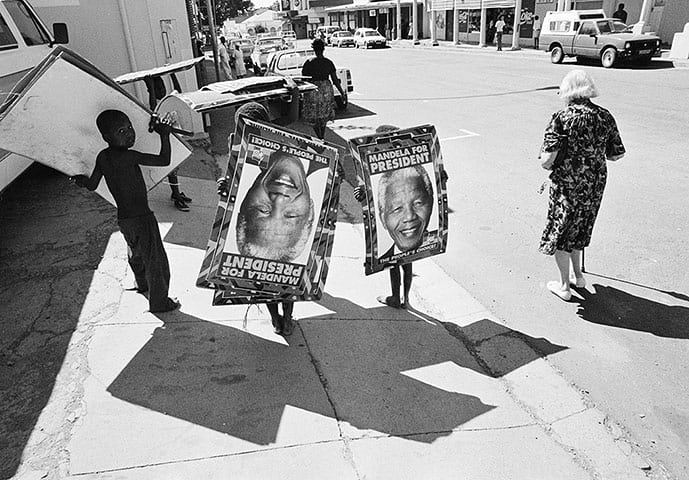 MANDELA FOR
PRESIDENT
THE PEOPLE'S CHOICE!
MANDELA FOR
PRESIDENT
THE PEOPLE'S CHOICE!